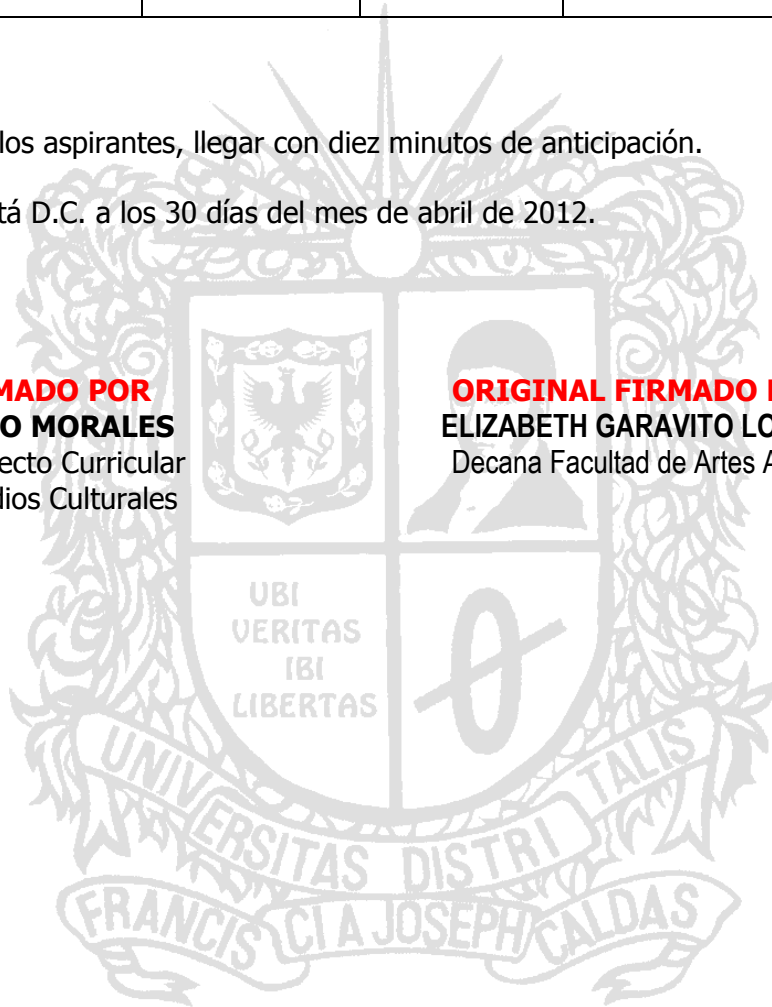 los aspirantes, llegar con diez minutos de anticipación.
tá D.C. a los 30 días del mes de abril de 2012.
MADO POR
O MORALES
ecto Curricular
dios Culturales
ORIGINAL FIRMADO
ELIZABETH GARAVITO LO
Decana Facultad de Artes A
UBI
VERITAS
IBI
LIBERTAS
UNIVERSITAS DISTRITALIS
FRANCISCI A JOSEPH CALDAS